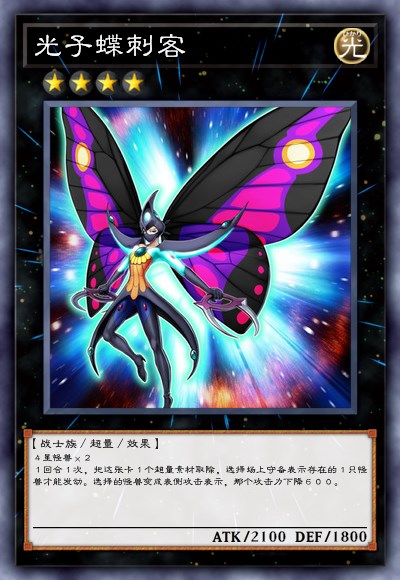 光子蝶刺客
光
ひかり
【战士族／超量／效果】
4星怪兽×2
1回合1次，把这张卡1个超量素材取除，选择场上守备表示存在的1只怪
兽才能发动。选择的怪兽变成表侧攻击表示，那个攻击力下降600。
ATK/2100 DEF/1800